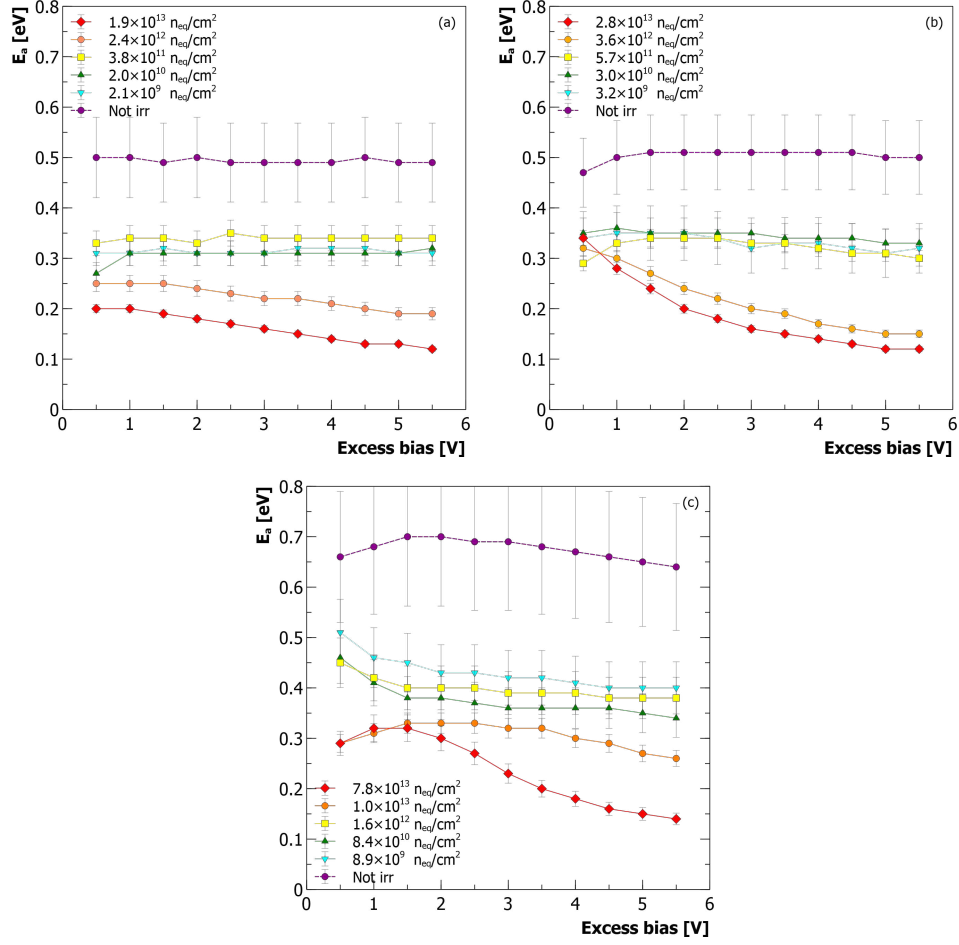 (a)
E_a [eV]
1.9×10^13 n_eq/cm^2
2.4×10^12 n_eq/cm^2
3.8×10^11 n_eq/cm^2
2.0×10^10 n_eq/cm^2
2.1×10^9 n_eq/cm^2
Not irr
0.8
0.7
0.6
0.5
0.4
0.3
0.2
0.1
0
0 1 2 3 4 5 6
Excess bias [V]
(b)
E_a [eV]
2.8×10^13 n_eq/cm^2
3.6×10^12 n_eq/cm^2
5.7×10^11 n_eq/cm^2
3.0×10^10 n_eq/cm^2
3.2×10^9 n_eq/cm^2
Not irr
0.8
0.7
0.6
0.5
0.4
0.3
0.2
0.1
0
0 1 2 3 4 5 6
Excess bias [V]
(c)
E_a [eV]
0.8
0.7
0.6
0.5
0.4
0.3
0.2
0.1
0
7.8×10^13 n_eq/cm^2
1.0×10^13 n_eq/cm^2
1.6×10^12 n_eq/cm^2
8.4×10^10 n_eq/cm^2
8.9×10^9 n_eq/cm^2
Not irr
0 1 2 3 4 5 6
Excess bias [V]